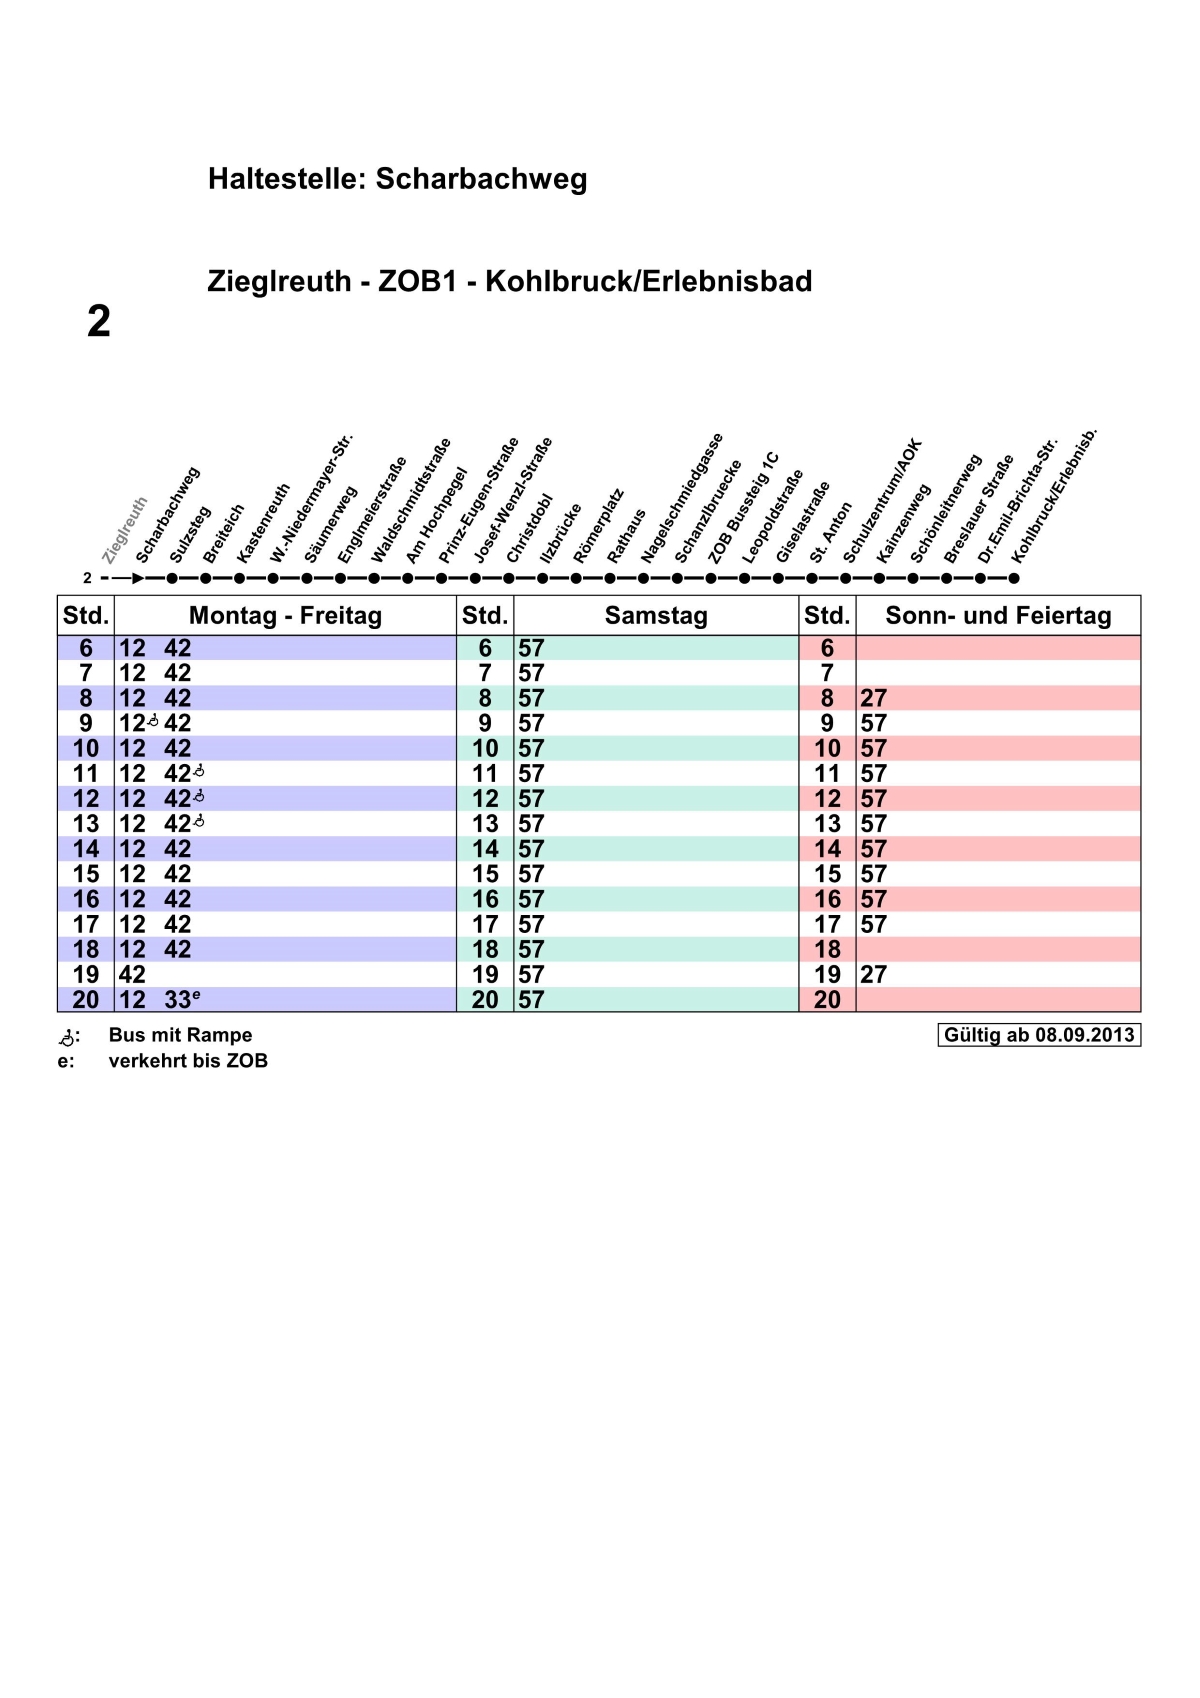 Haltestelle: Scharbachweg
Zieglreuth - ZOB1 - Kohlbruck/Erlebnisbad
2
Zieglreuth
Scharbachweg
Sulzsteg
Breiteich
Kastenreuth
W.-Niedermayer-Str.
Säumerweg
Englmeierstraße
Waldschmidtstraße
Am Hochpegel
Prinz-Eugen-Straße
Josef-Wenzl-Straße
Christdobl
Ilzbrücke
Römerplatz
Rathaus
Nagelschmiedgasse
Schanzlbruecke
ZOB Bussteig 1C
Leopoldstraße
Giselastraße
St. Anton
Schulzentrum/AOK
Kainzenweg
Schönleitnerweg
Breslauer Straße
Dr.Emil-Brichta-Str.
Kohlbruck/Erlebnisb.
2
Std. Montag - Freitag Std. Samstag Std. Sonn- und Feiertag
6 12 42 6 57 6
7 12 42 7 57 7
8 12 42 8 57 8 27
9 12 42 9 57 9 57
10 12 42 10 57 10 57
11 12 42 11 57 11 57
12 12 42 12 57 12 57
13 12 42 13 57 13 57
14 12 42 14 57 14 57
15 12 42 15 57 15 57
16 12 42 16 57 16 57
17 12 42 17 57 17 57
18 12 42 18 57 18
19 42 19 57 19 27
20 12 33e 20 57 20
: Bus mit Rampe Gültig ab 08.09.2013
e: verkehrt bis ZOB